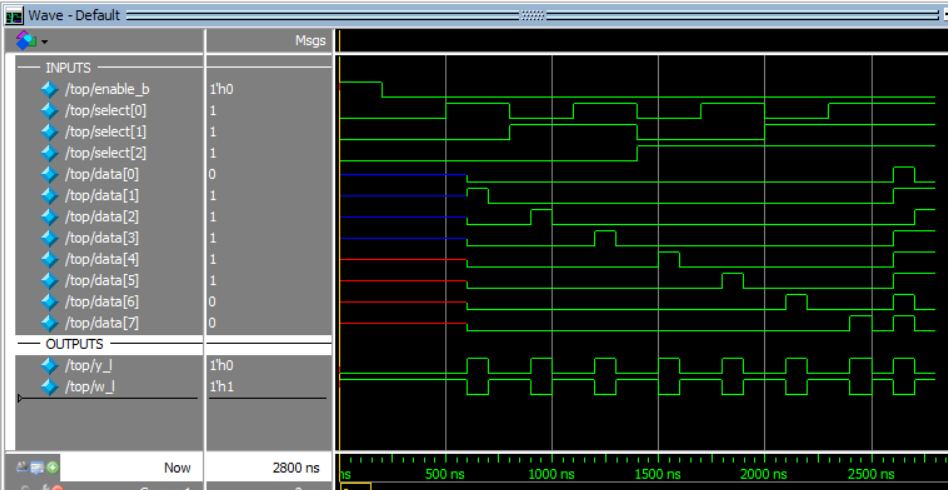 Wave - Default
Msgs
INPUTS
/top/enable_b 1'h0
/top/select[0] 1
/top/select[1] 1
/top/select[2] 1
/top/data[0] 0
/top/data[1] 1
/top/data[2] 1
/top/data[3] 1
/top/data[4] 1
/top/data[5] 1
/top/data[6] 0
/top/data[7] 0
OUTPUTS
/top/y_l 1'h0
/top/w_l 1'h1
Now 2800 ns
ns 500 ns 1000 ns 1500 ns 2000 ns 2500 ns